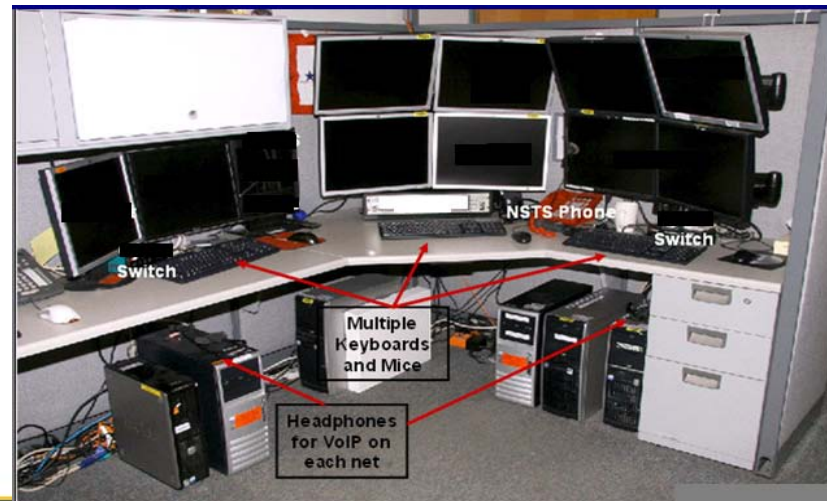 NSTS Phone
Switch
Switch
Multiple
Keyboards
and Mice
Headphones
for VoIP on
each net